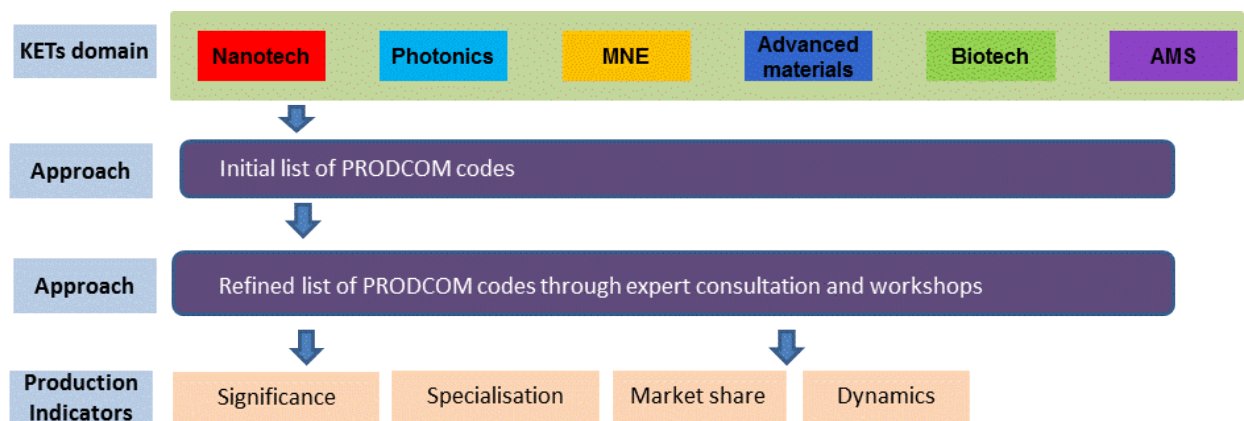 KETs domain
Nanotech
Photonics
MNE
Advanced
materials
Biotech
AMS
Approach
Initial list of PRODCOM codes
Approach
Refined list of PRODCOM codes through expert consultation and workshops
Production
Indicators
Significance
Specialisation
Market share
Dynamics